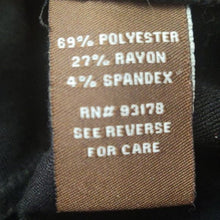 69% POLYESTER
27% RAYON
4% SPANDEX
RN# 93178
SEE REVERSE
FOR CARE